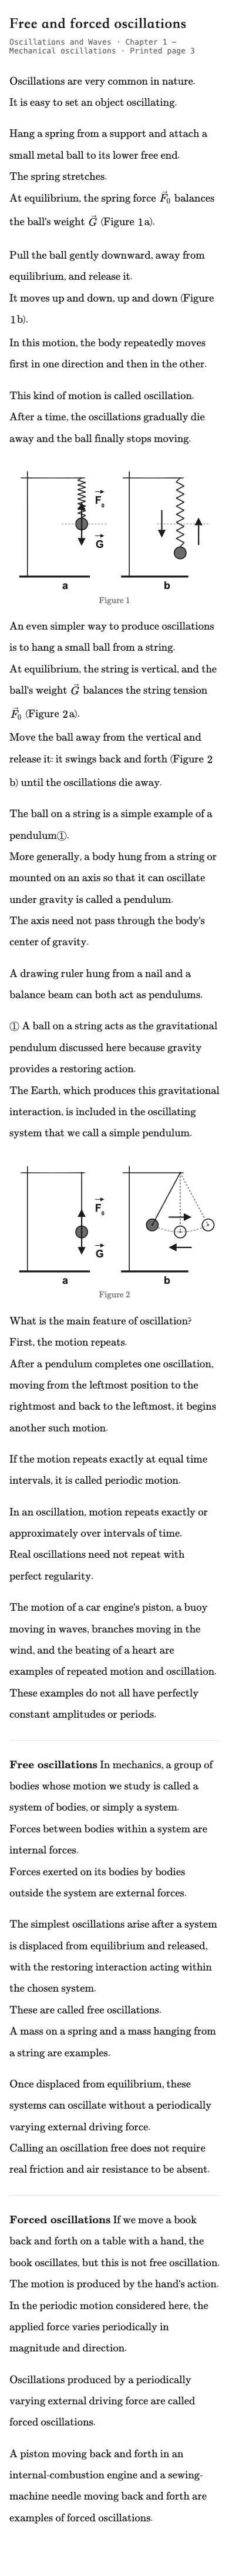 Free and forced oscillations
Oscillations and Waves · Chapter 1 —
Mechanical oscillations · Printed page 3
Oscillations are very common in nature.
It is easy to set an object oscillating.
Hang a spring from a support and attach a
small metal ball to its lower free end.
The spring stretches.
At equilibrium, the spring force F⃗₀ balances
the ball's weight G⃗ (Figure 1a).
Pull the ball gently downward, away from
equilibrium, and release it.
It moves up and down, up and down (Figure
1b).
In this motion, the body repeatedly moves
first in one direction and then in the other.
This kind of motion is called oscillation.
After a time, the oscillations gradually die
away and the ball finally stops moving.
F⃗₀
G⃗
a
b
Figure 1
An even simpler way to produce oscillations
is to hang a small ball from a string.
At equilibrium, the string is vertical, and the
ball's weight G⃗ balances the string tension
F⃗₀ (Figure 2a).
Move the ball away from the vertical and
release it: it swings back and forth (Figure 2
b) until the oscillations die away.
The ball on a string is a simple example of a
pendulum①.
More generally, a body hung from a string or
mounted on an axis so that it can oscillate
under gravity is called a pendulum.
The axis need not pass through the body's
center of gravity.
A drawing ruler hung from a nail and a
balance beam can both act as pendulums.
① A ball on a string acts as the gravitational
pendulum discussed here because gravity
provides a restoring action.
The Earth, which produces this gravitational
interaction, is included in the oscillating
system that we call a simple pendulum.
F⃗₀
G⃗
a
b
Figure 2
What is the main feature of oscillation?
First, the motion repeats.
After a pendulum completes one oscillation,
moving from the leftmost position to the
rightmost and back to the leftmost, it begins
another such motion.
If the motion repeats exactly at equal time
intervals, it is called periodic motion.
In an oscillation, motion repeats exactly or
approximately over intervals of time.
Real oscillations need not repeat with
perfect regularity.
The motion of a car engine's piston, a buoy
moving in waves, branches moving in the
wind, and the beating of a heart are
examples of repeated motion and oscillation.
These examples do not all have perfectly
constant amplitudes or periods.
Free oscillations In mechanics, a group of
bodies whose motion we study is called a
system of bodies, or simply a system.
Forces between bodies within a system are
internal forces.
Forces exerted on its bodies by bodies
outside the system are external forces.
The simplest oscillations arise after a system
is displaced from equilibrium and released,
with the restoring interaction acting within
the chosen system.
These are called free oscillations.
A mass on a spring and a mass hanging from
a string are examples.
Once displaced from equilibrium, these
systems can oscillate without a periodically
varying external driving force.
Calling an oscillation free does not require
real friction and air resistance to be absent.
Forced oscillations If we move a book
back and forth on a table with a hand, the
book oscillates, but this is not free oscillation.
The motion is produced by the hand's action.
In the periodic motion considered here, the
applied force varies periodically in
magnitude and direction.
Oscillations produced by a periodically
varying external driving force are called
forced oscillations.
A piston moving back and forth in an
internal-combustion engine and a sewing-
machine needle moving back and forth are
examples of forced oscillations.